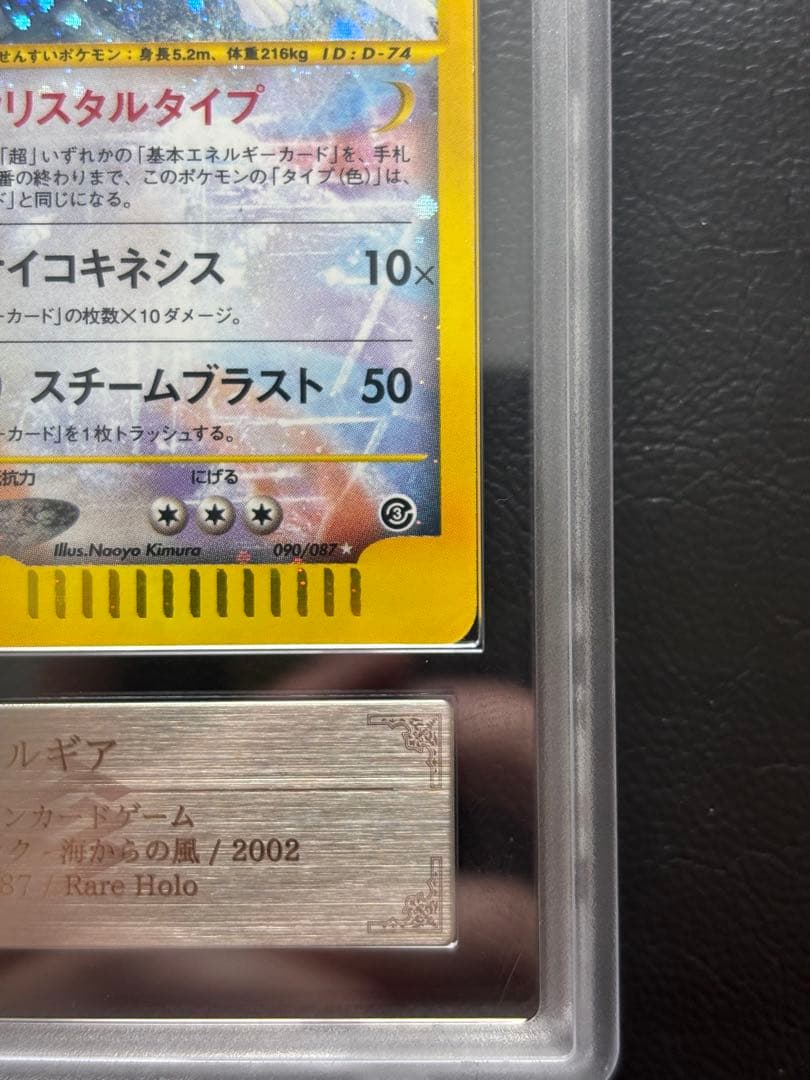 せんすいポケモン：身長5.2m、体重216kg ID:D-74
リスタルタイプ
「超」いずれかの「基本エネルギーカード」を、手札
番の終わりまで、このポケモンの「タイプ(色)」は、
ド」と同じになる。
イコキネシス 10×
ーカード」の枚数×10ダメージ。
スチームブラスト 50
ーカード」を1枚トラッシュする。
抗力 にげる
3
Illus.Naoyo Kimura 090/087★
ルギア
ンカードゲーム
ク 海からの風 / 2002
87 / Rare Holo